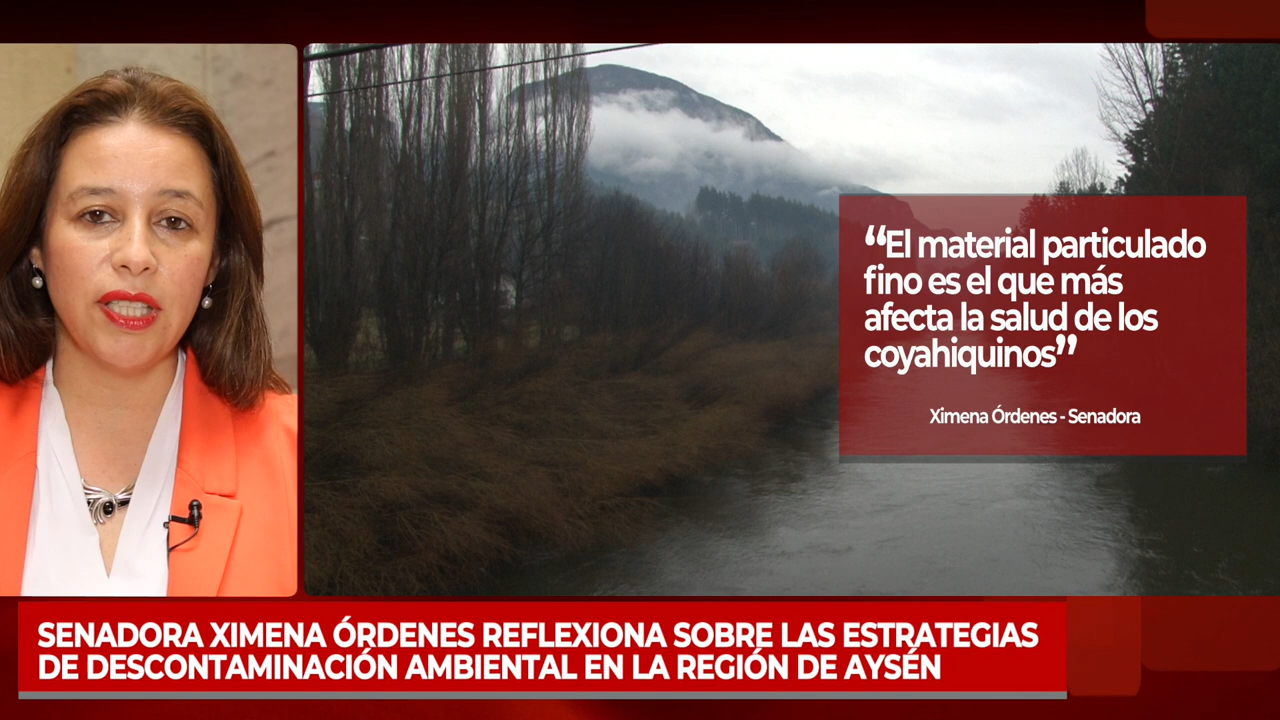 “El material particulado
fino es el que más
afecta la salud de los
coyahiquinos”
Ximena Órdenes - Senadora
SENADORA XIMENA ÓRDENES REFLEXIONA SOBRE LAS ESTRATEGIAS
DE DESCONTAMINACIÓN AMBIENTAL EN LA REGIÓN DE AYSÉN